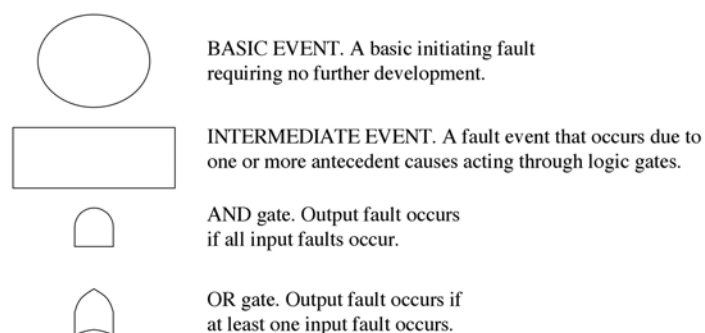 BASIC EVENT. A basic initiating fault
requiring no further development.
INTERMEDIATE EVENT. A fault event that occurs due to
one or more antecedent causes acting through logic gates.
AND gate. Output fault occurs
if all input faults occur.
OR gate. Output fault occurs if
at least one input fault occurs.